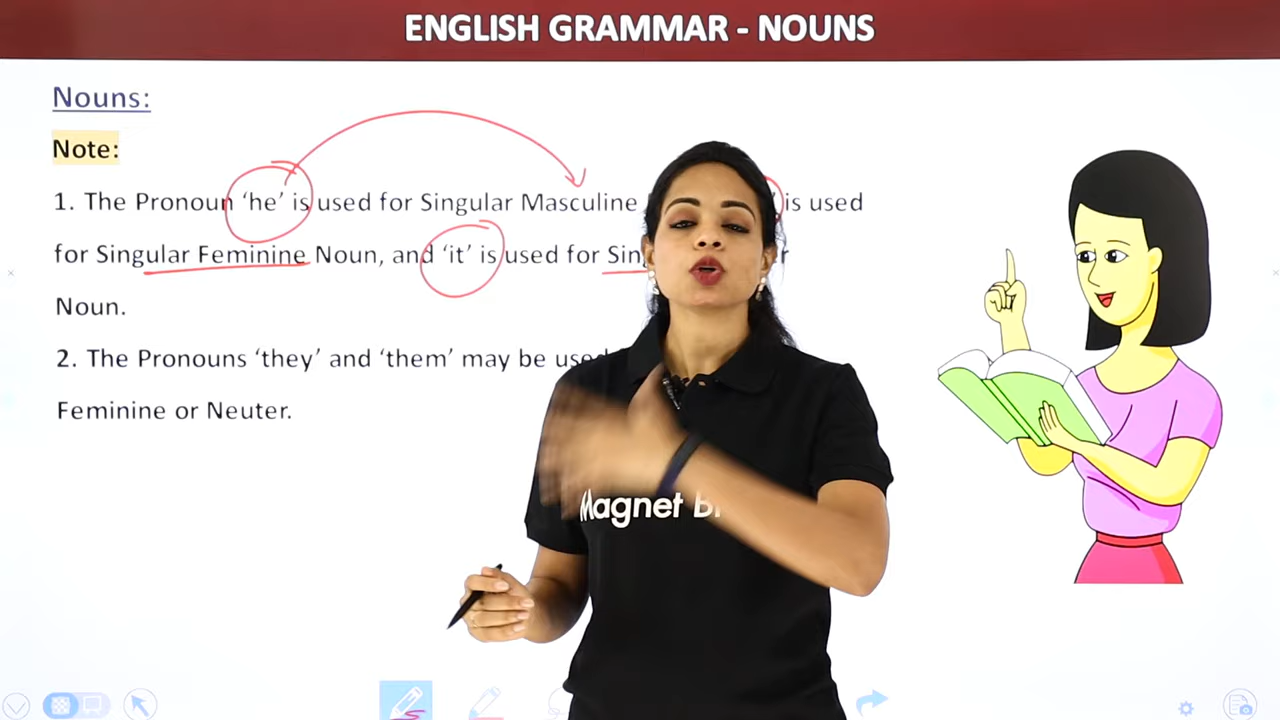 ENGLISH GRAMMAR - NOUNS
Nouns:
Note:
1. The Pronoun ‘he’ is used for Singular Masculine is used
for Singular Feminine Noun, and ‘it’ is used for
Noun.
2. The Pronouns ‘they’ and ‘them’ may be used
Feminine or Neuter.
Magnet